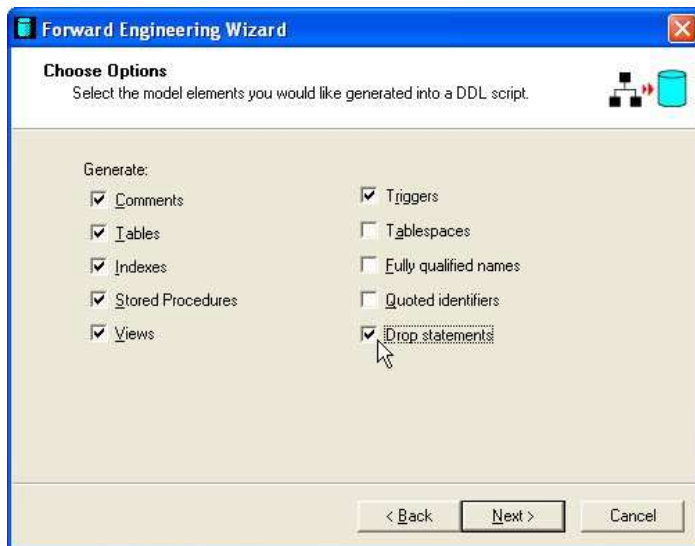 Forward Engineering Wizard
Choose Options
Select the model elements you would like generated into a DDL script.
Generate:
Comments
Tables
Indexes
Stored Procedures
Views
Triggers
Tablespaces
Fully qualified names
Quoted identifiers
Drop statements
< Back
Next >
Cancel